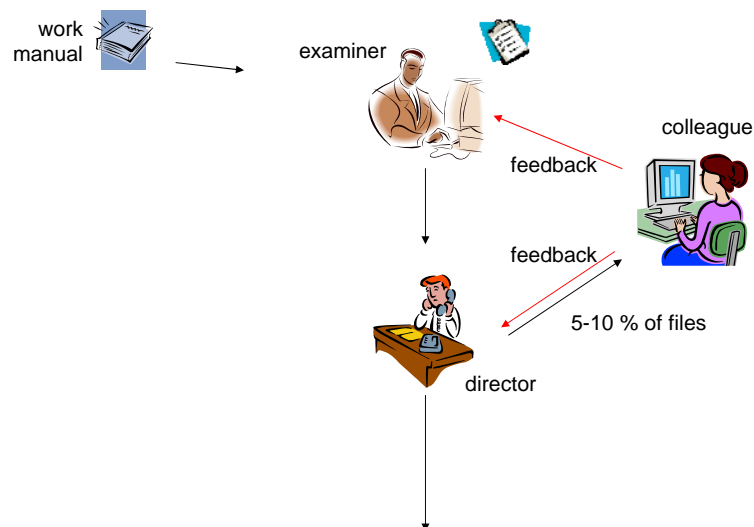 work
manual
examiner
colleague
feedback
feedback
5-10 % of files
director